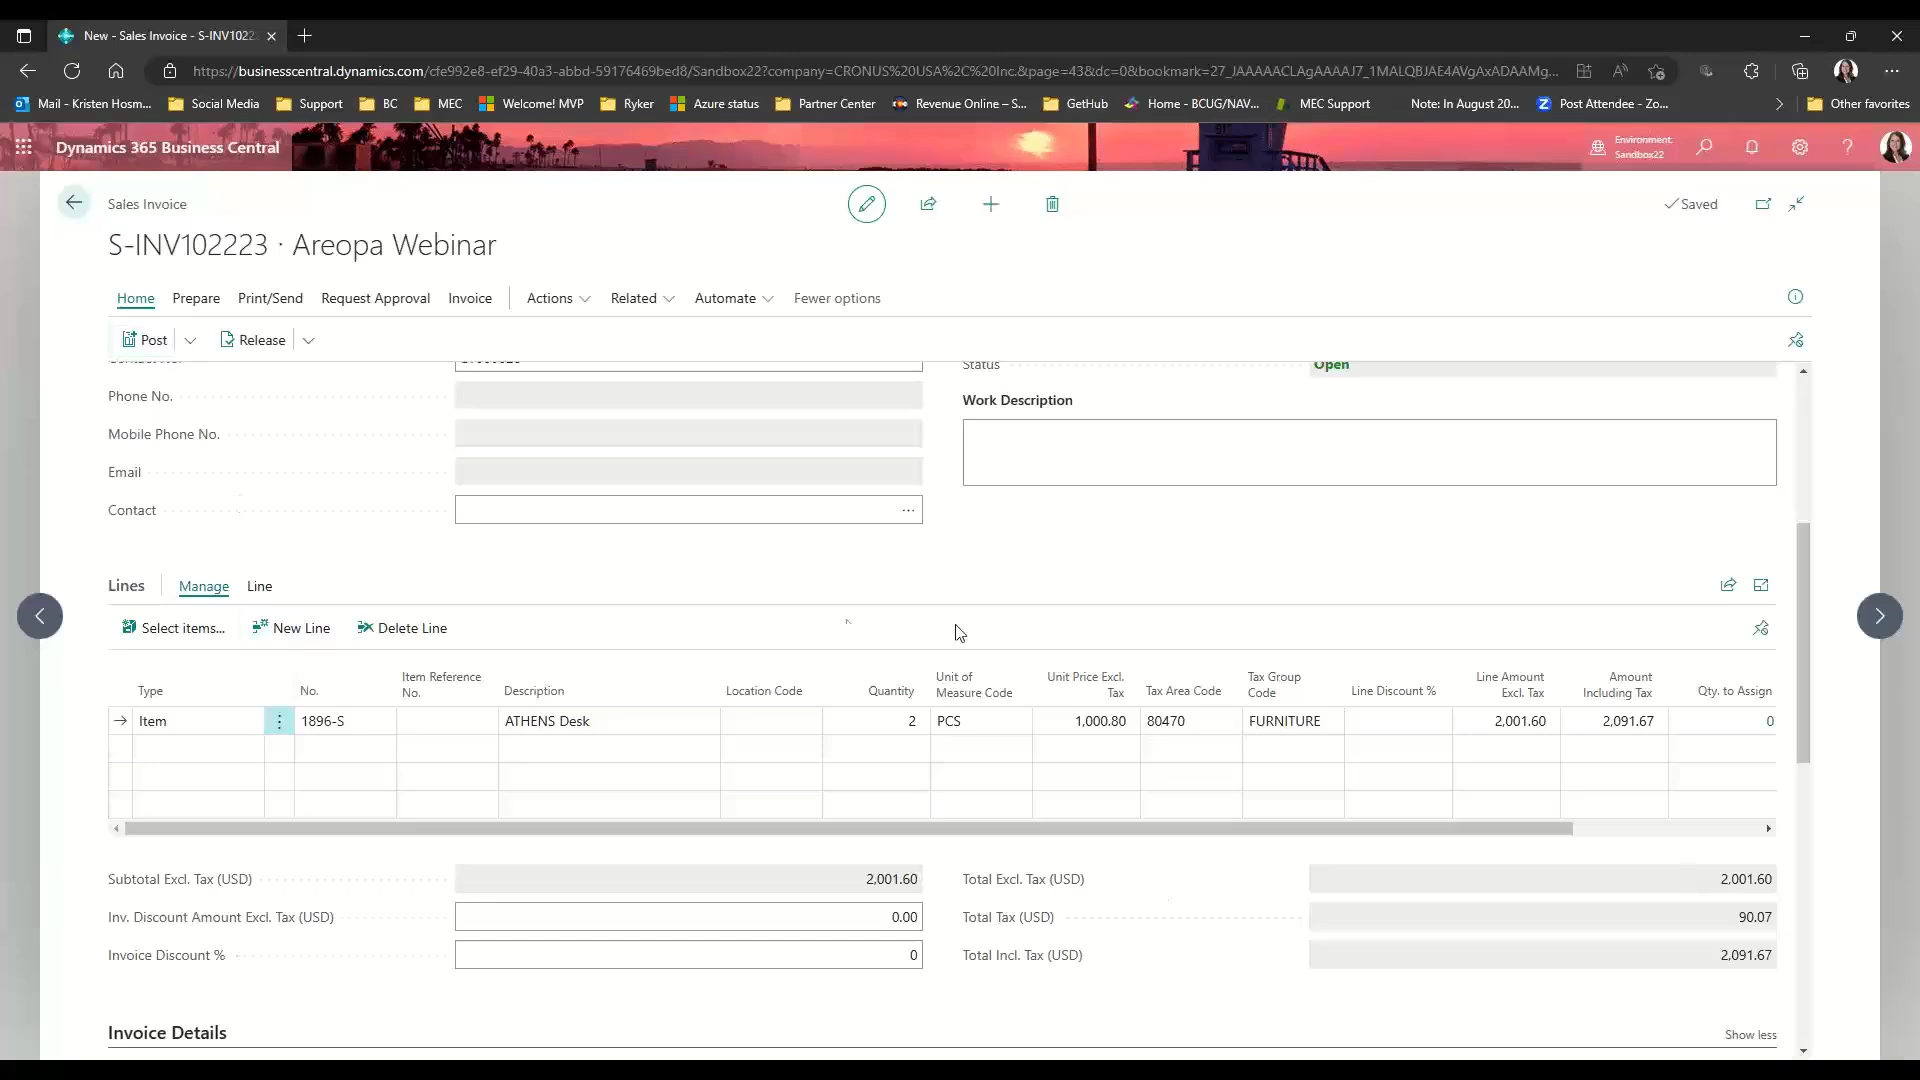 New - Sales Invoice - S-INV1022
https://businesscentral.dynamics.com/cfe992e8-ef29-40a3-abbd-59176469bed8/Sandbox22?company=CRONUS%20USA%2C%20Inc.&page=43&dc=0&bookmark=27_JAAAAACLAgAAAAJ7_1MALQBJAE4AVgAxADAAMg...
Mail - Kristen Hosm... Social Media Support BC MEC Welcome! MVP Ryker Azure status Partner Center Revenue Online – S... GetHub Home - BCUG/NAV... MEC Support Note: In August 20... Post Attendee - Zo... Other favorites
Dynamics 365 Business Central
Environment:
Sandbox22
Sales Invoice
Saved
S-INV102223 · Areopa Webinar
Home Prepare Print/Send Request Approval Invoice Actions Related Automate Fewer options
Post Release
Status Open
Phone No.
Work Description
Mobile Phone No.
Email
Contact
Lines Manage Line
Select items... New Line Delete Line
Type No. Item Reference No. Description Location Code Quantity Unit of Measure Code Unit Price Excl. Tax Tax Area Code Tax Group Code Line Discount % Line Amount Excl. Tax Amount Including Tax Qty. to Assign
Item 1896-S ATHENS Desk 2 PCS 1,000.80 80470 FURNITURE 2,001.60 2,091.67 0
Subtotal Excl. Tax (USD) 2,001.60 Total Excl. Tax (USD) 2,001.60
Inv. Discount Amount Excl. Tax (USD) 0.00 Total Tax (USD) 90.07
Invoice Discount % 0 Total Incl. Tax (USD) 2,091.67
Invoice Details
Show less